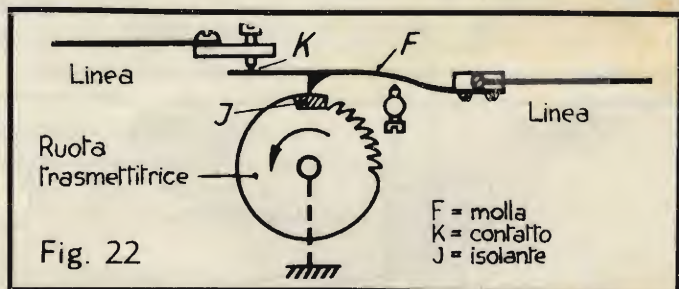 K
F
Linea
J
Linea
Ruota
trasmettitrice
F = molla
K = contatto
J = isolante
Fig. 22